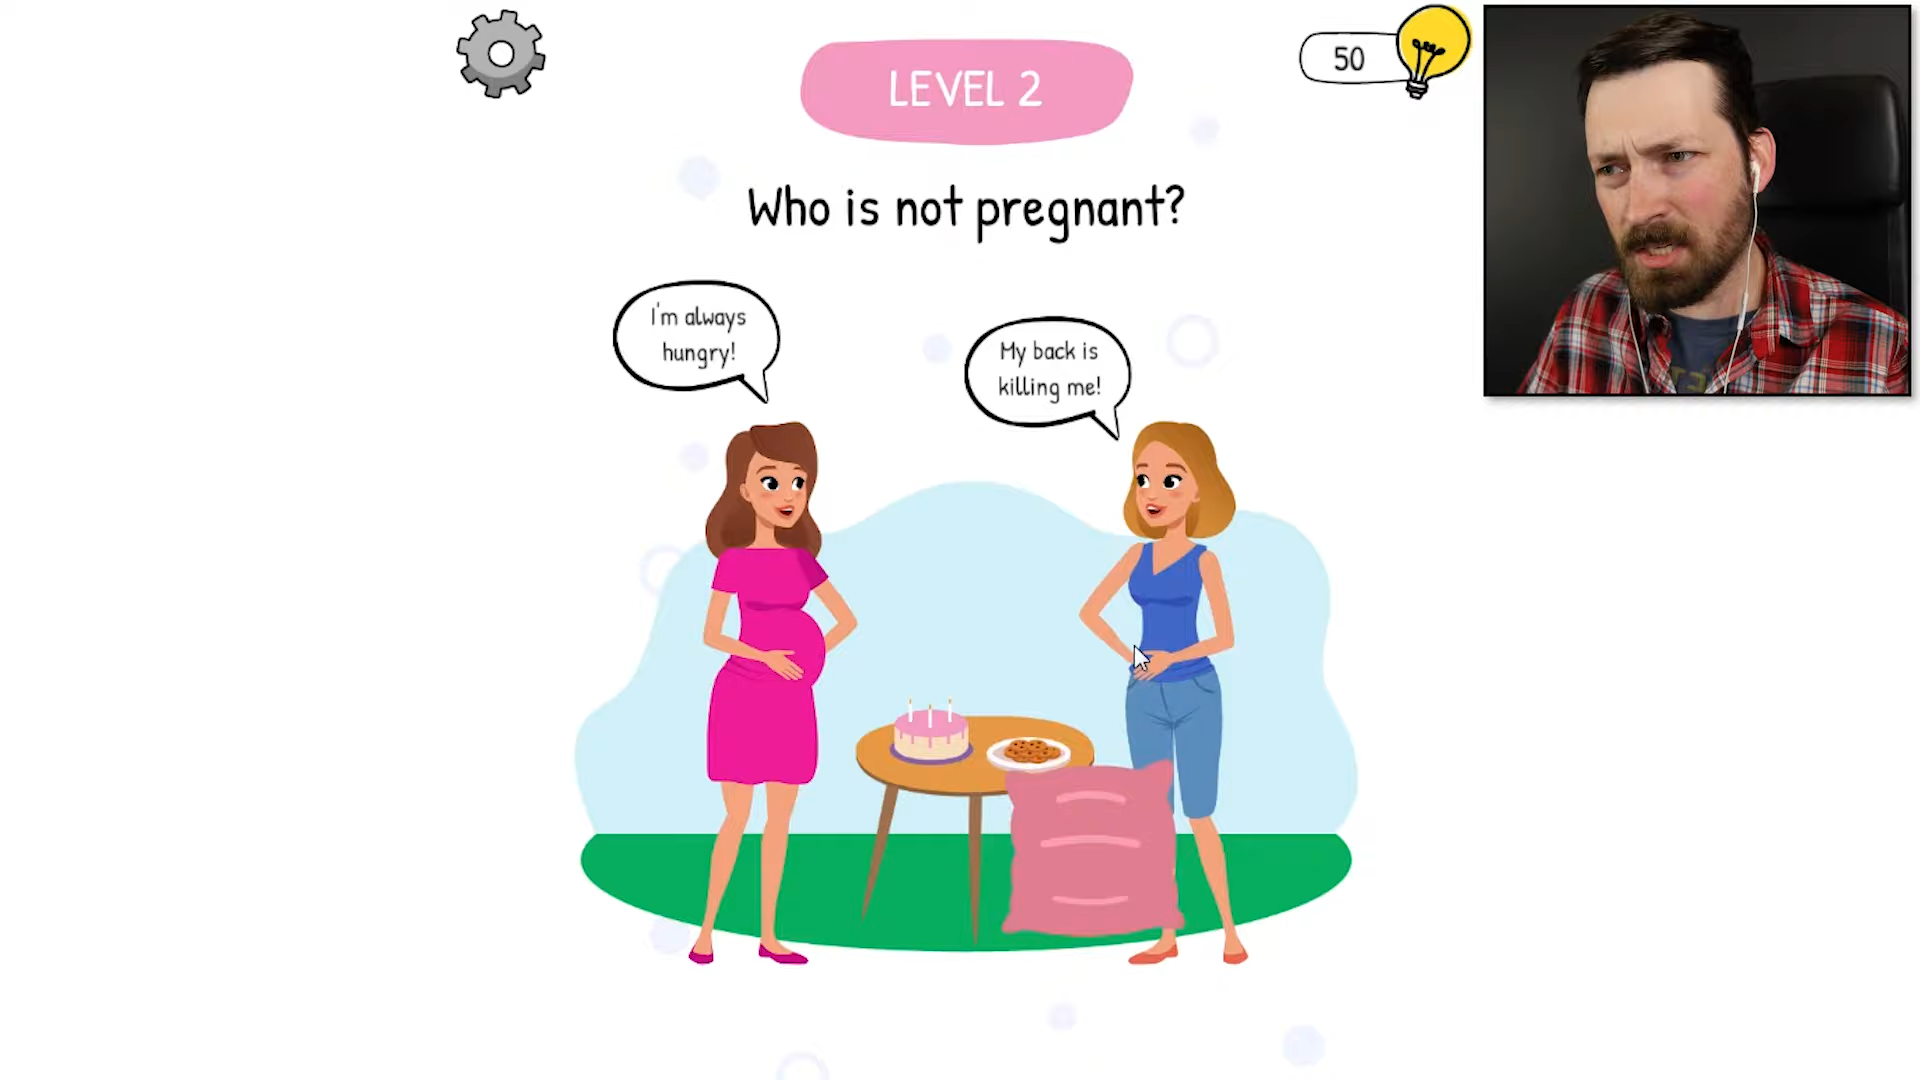 LEVEL 2
50
Who is not pregnant?
I'm always
hungry!
My back is
killing me!